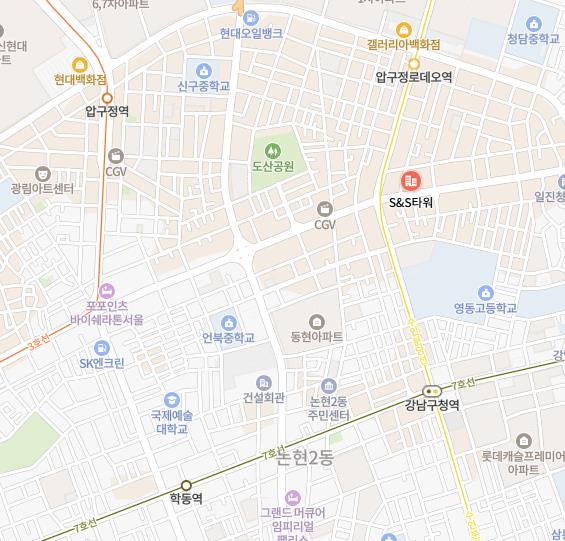 6,7차아파트
1차아파트
신현대
아파트
현대오일뱅크
갤러리아백화점
청담중학교
현대백화점
신구중학교
압구정로데오역
압구정역
도산공원
CGV
광림아트센터
S&S타워
일진청
CGV
포포인츠
바이쉐라톤서울
영동고등학교
3호선
언북중학교
동현아파트
SK엔크린
7호선
건설회관
논현2동
주민센터
강남구청역
국제예술
대학교
롯데캐슬프레미어
아파트
7호선
논현2동
학동역
그랜드 머큐어
임피리얼
팰리스
7호선